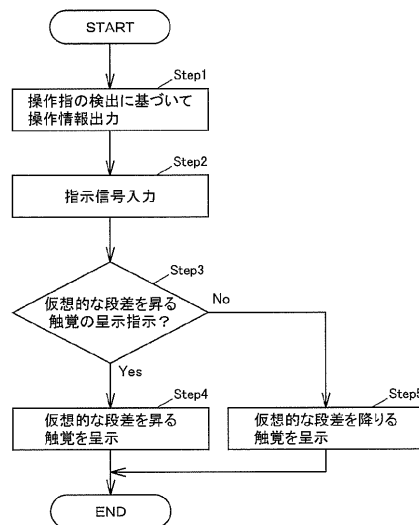 START
Step1
操作指の検出に基づいて
操作情報出力
Step2
指示信号入力
Step3
仮想的な段差を昇る
触覚の呈示指示？
No
Yes
Step4
仮想的な段差を昇る
触覚を呈示
Step5
仮想的な段差を降りる
触覚を呈示
END